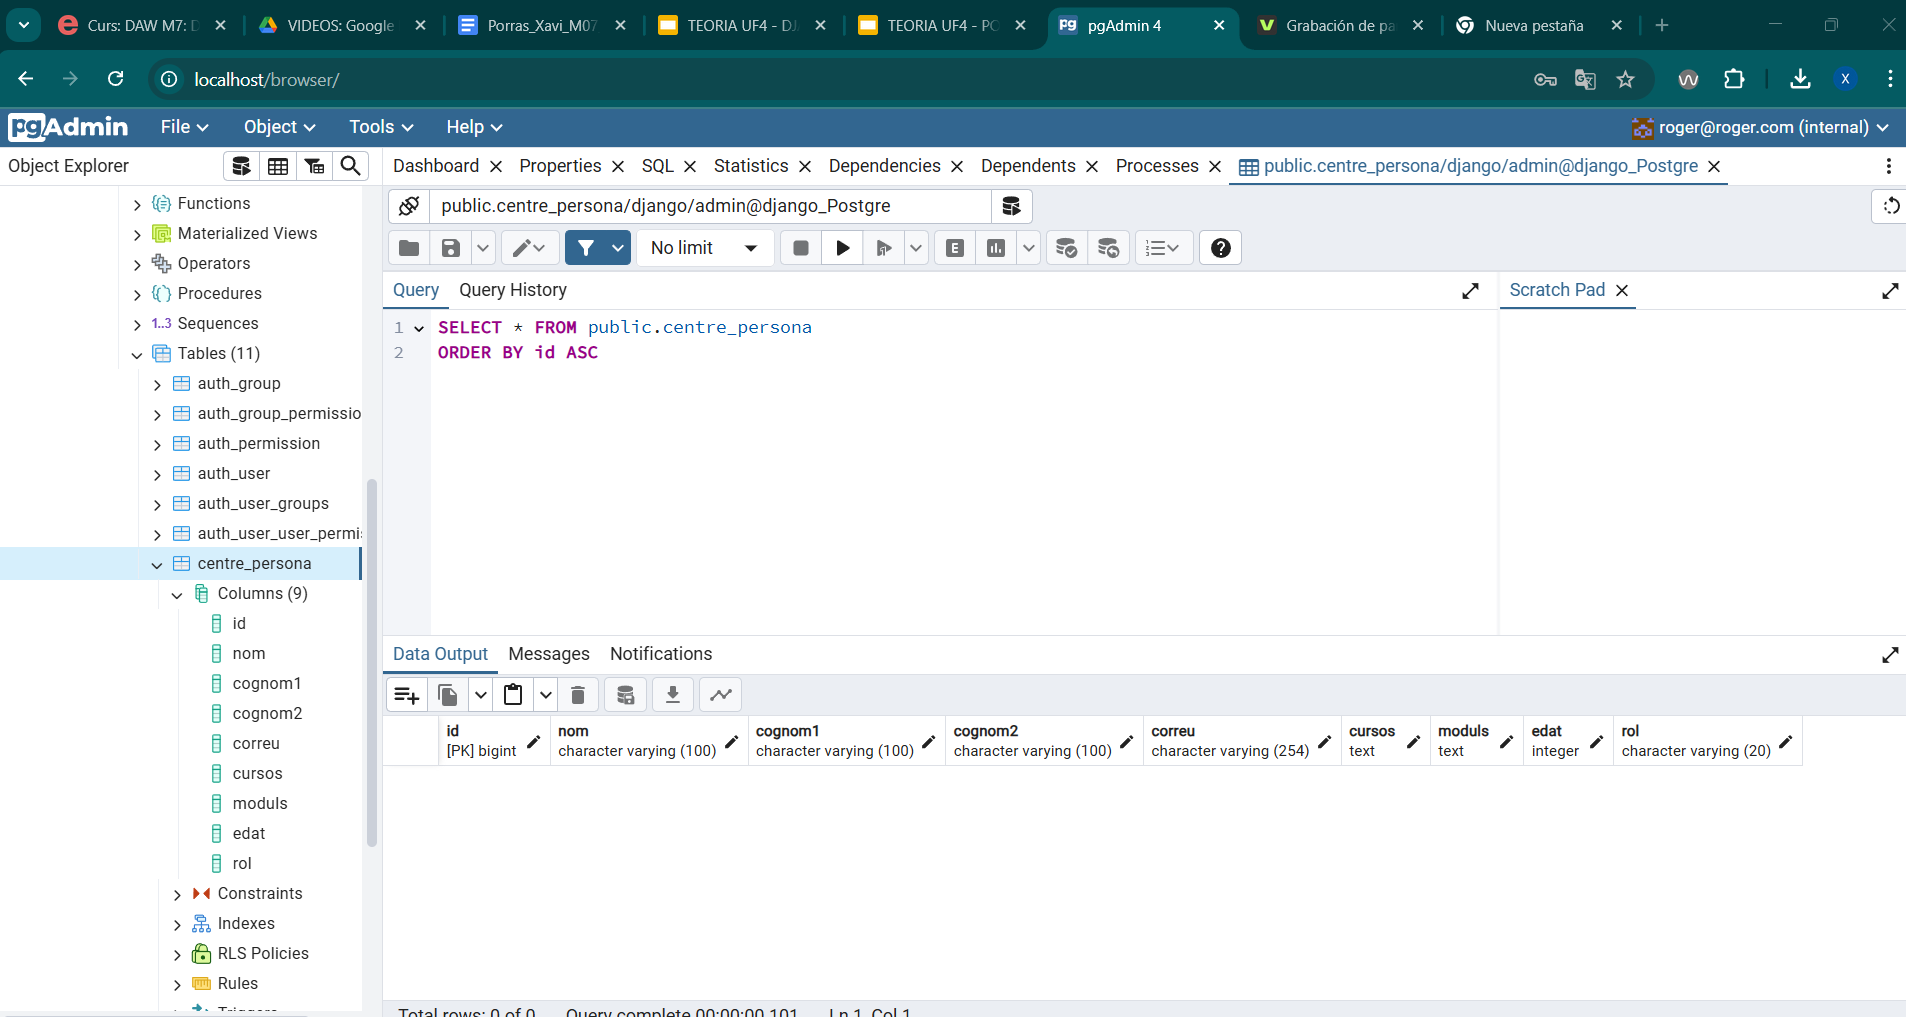 Curs: DAW M7: D
VIDEOS: Google
Porras_Xavi_M07
TEORIA UF4 - DJ
TEORIA UF4 - PO
pgAdmin 4
Grabación de pa
Nueva pestaña
localhost/browser/
X
pgAdmin
File
Object
Tools
Help
roger@roger.com (internal)
Object Explorer
Dashboard
Properties
SQL
Statistics
Dependencies
Dependents
Processes
public.centre_persona/django/admin@django_Postgre
public.centre_persona/django/admin@django_Postgre
No limit
E
Query
Query History
Scratch Pad
1 SELECT * FROM public.centre_persona
2 ORDER BY id ASC
Functions
Materialized Views
Operators
Procedures
1..3 Sequences
Tables (11)
auth_group
auth_group_permissio
auth_permission
auth_user
auth_user_groups
auth_user_user_permi
centre_persona
Columns (9)
id
nom
cognom1
cognom2
correu
cursos
moduls
edat
rol
Constraints
Indexes
RLS Policies
Rules
Triggers
Data Output
Messages
Notifications
id
[PK] bigint
nom
character varying (100)
cognom1
character varying (100)
cognom2
character varying (100)
correu
character varying (254)
cursos
text
moduls
text
edat
integer
rol
character varying (20)
Total rows: 0 of 0
Query complete 00:00:00.101
Ln 1, Col 1